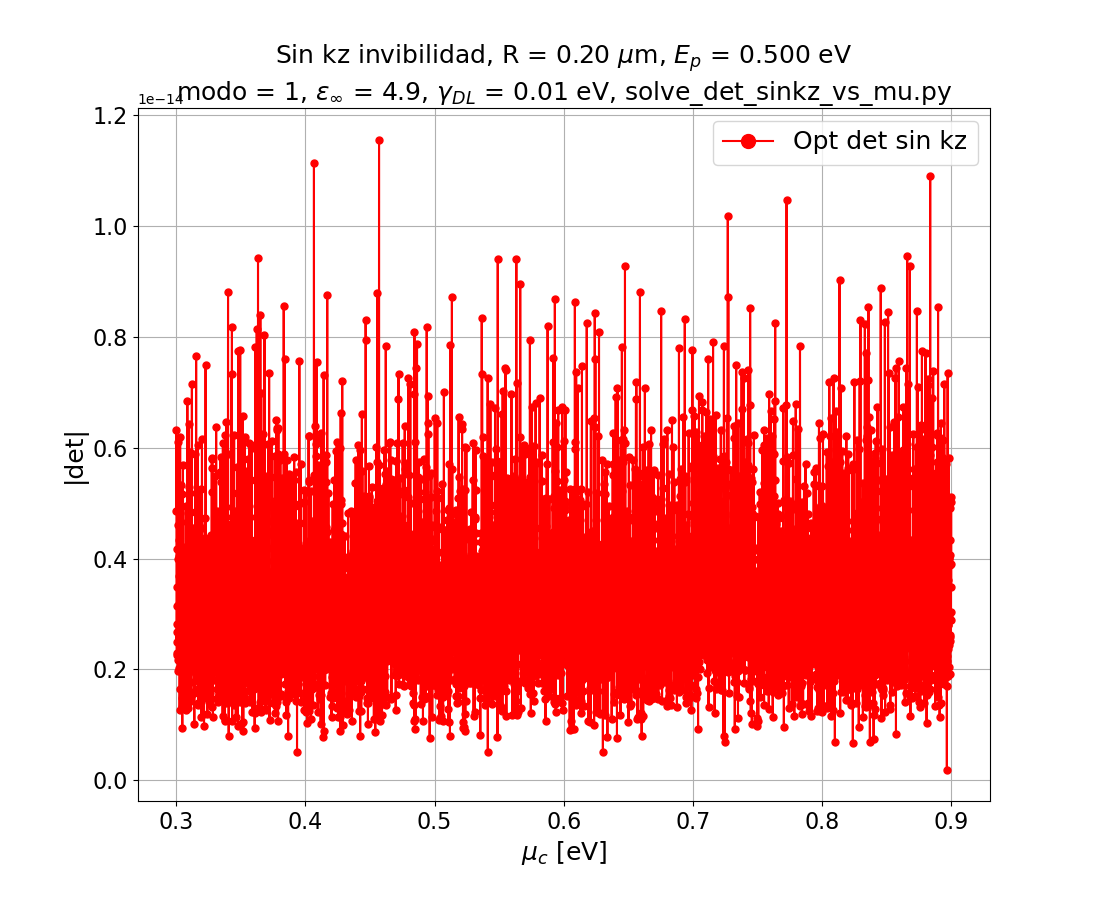 Sin kz invibilidad, R = 0.20 μm, E_p = 0.500 eV
modo = 1, ε_∞ = 4.9, γ_DL = 0.01 eV, solve_det_sinkz_vs_mu.py
1e−14
Opt det sin kz
1.2
1.0
0.8
0.6
0.4
0.2
0.0
|det|
0.3 0.4 0.5 0.6 0.7 0.8 0.9
μ_c [eV]